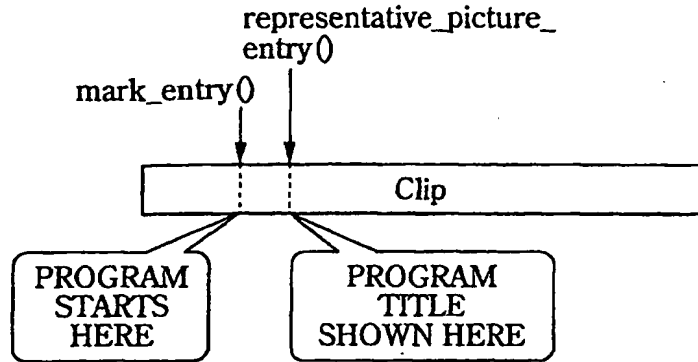 representative_picture_
entry()
mark_entry()
Clip
PROGRAM
STARTS
HERE
PROGRAM
TITLE
SHOWN HERE